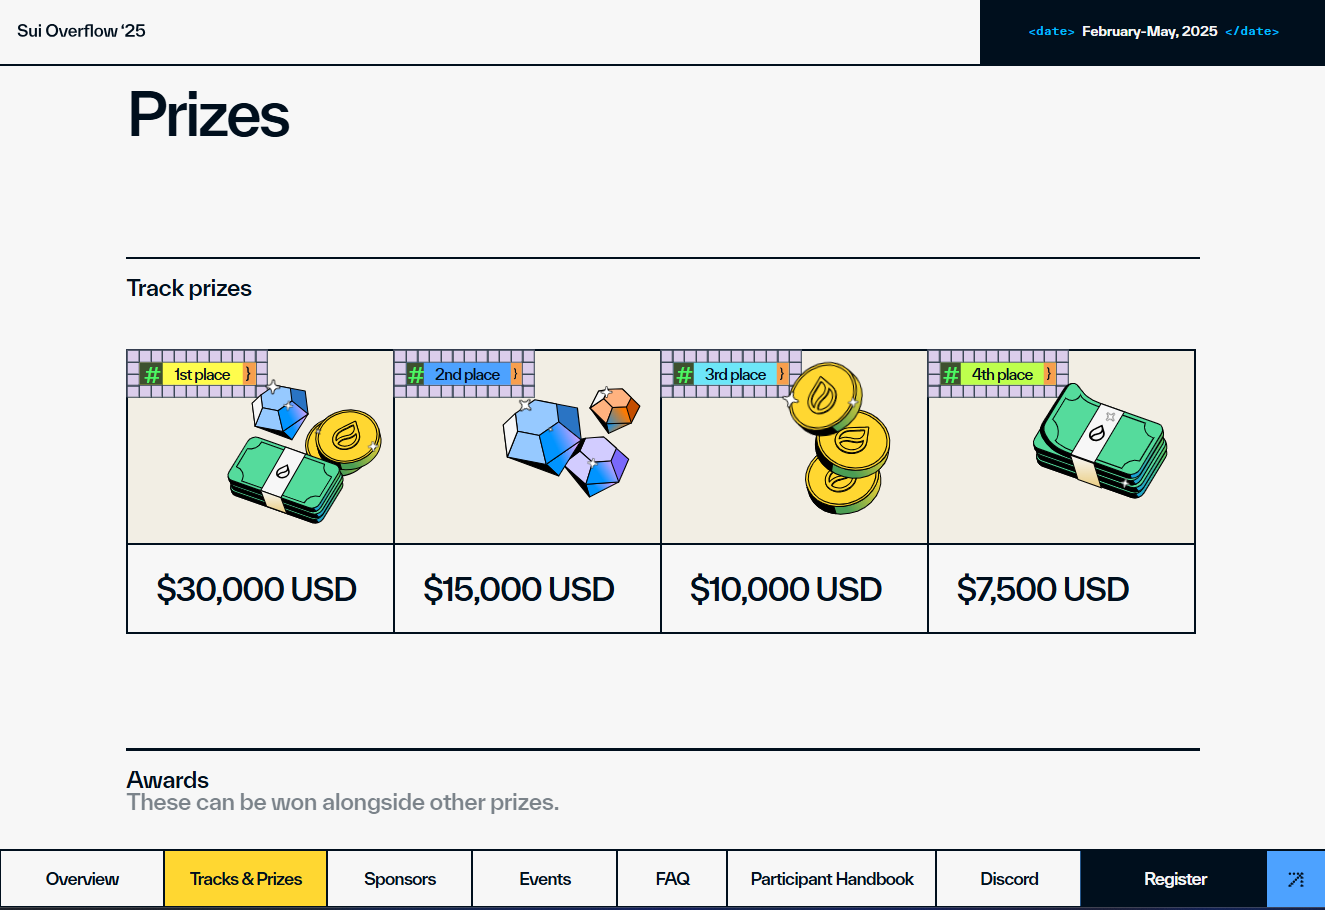 Sui Overflow ‘25
<date> February-May, 2025 </date>
Prizes
Track prizes
# 1st place }
# 2nd place }
# 3rd place }
# 4th place }
$30,000 USD
$15,000 USD
$10,000 USD
$7,500 USD
Awards
These can be won alongside other prizes.
Overview
Tracks & Prizes
Sponsors
Events
FAQ
Participant Handbook
Discord
Register